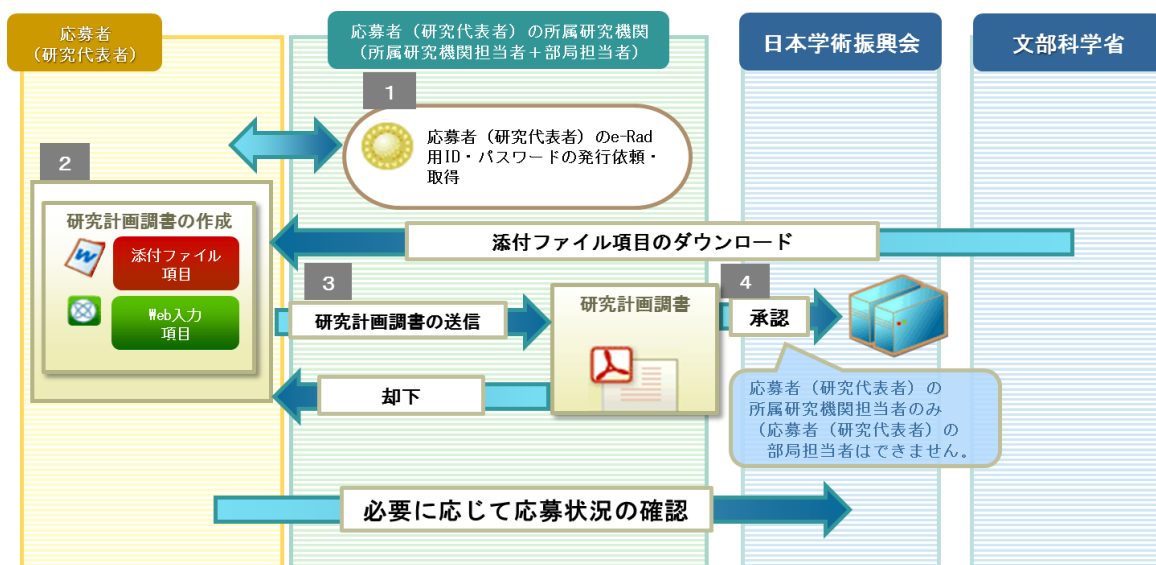 応募者
（研究代表者）
応募者（研究代表者）の所属研究機関
（所属研究機関担当者＋部局担当者）
日本学術振興会
文部科学省
1
応募者（研究代表者）のe-Rad
用ID・パスワードの発行依頼・
取得
2
研究計画調書の作成
W
添付ファイル
項目
Web入力
項目
添付ファイル項目のダウンロード
3
研究計画調書の送信
研究計画調書
4
承認
却下
応募者（研究代表者）の
所属研究機関担当者のみ
（応募者（研究代表者）の
部局担当者はできません。
必要に応じて応募状況の確認